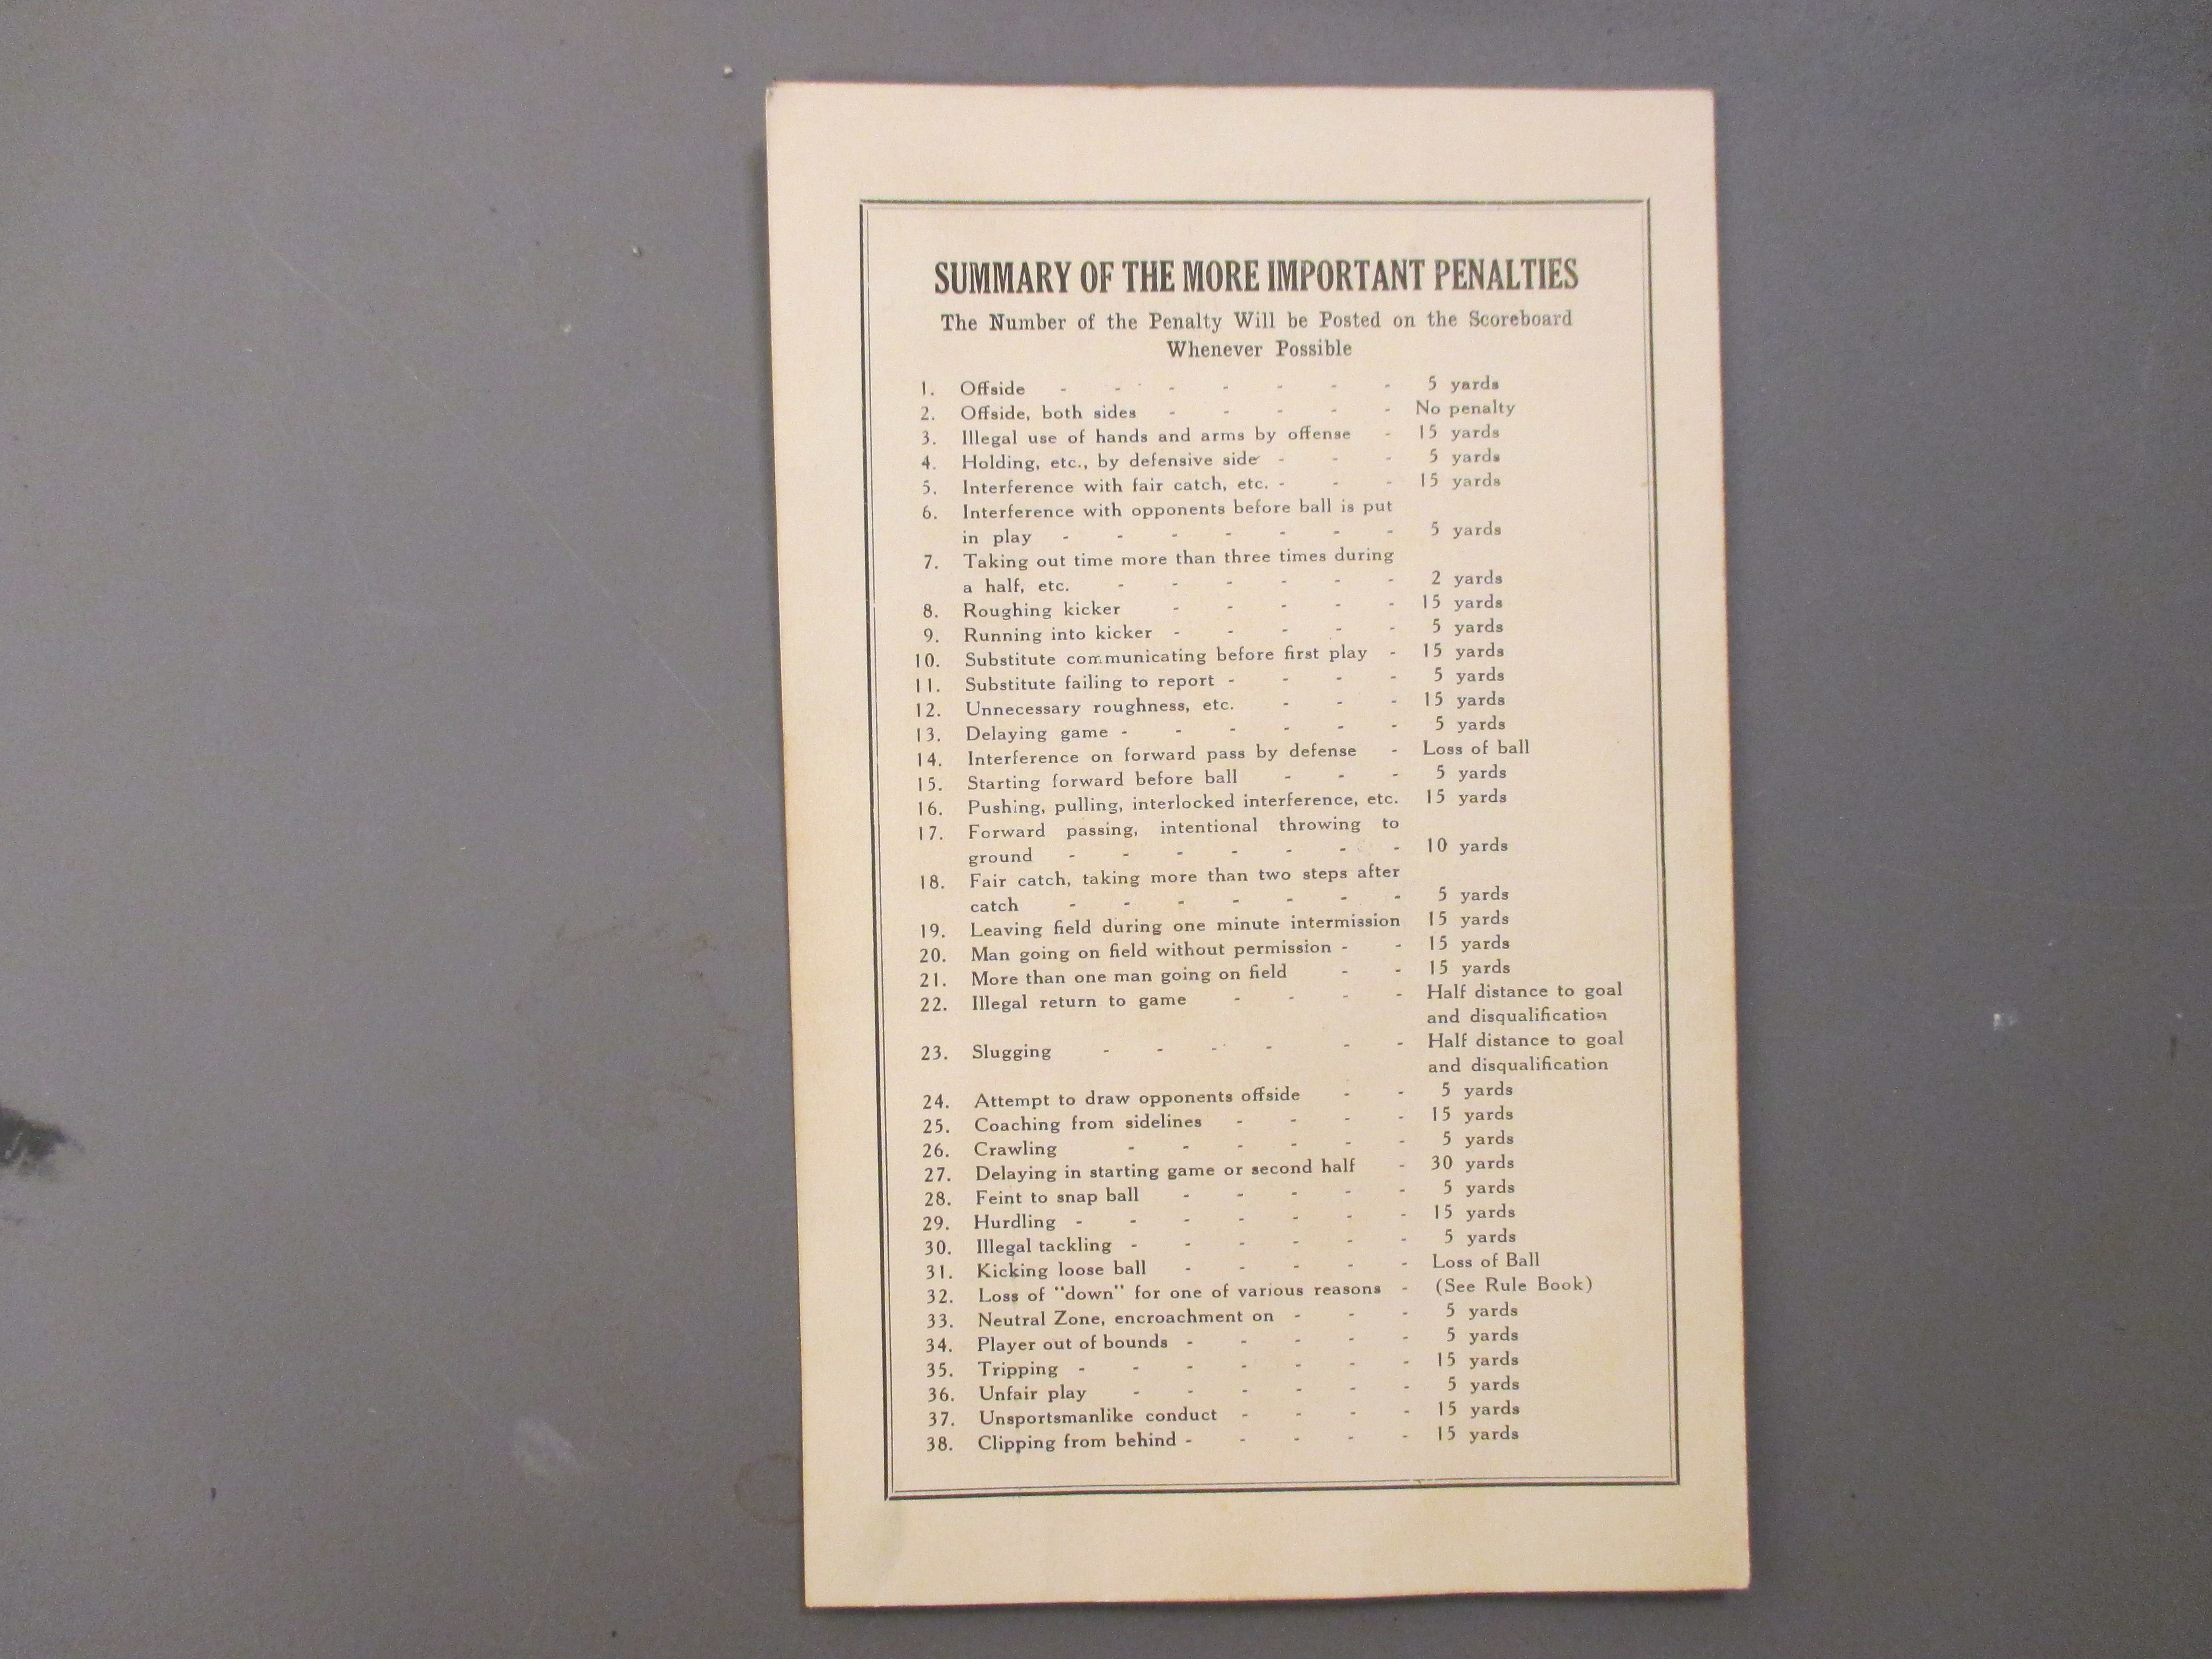 SUMMARY OF THE MORE IMPORTANT PENALTIES
The Number of the Penalty Will be Posted on the Scoreboard
Whenever Possible
1. Offside - - - - - - - 5 yards
2. Offside, both sides - - - - - No penalty
3. Illegal use of hands and arms by offense - 15 yards
4. Holding, etc., by defensive side - - - 5 yards
5. Interference with fair catch, etc. - - - 15 yards
6. Interference with opponents before ball is put
in play - - - - - - - 5 yards
7. Taking out time more than three times during
a half, etc. - - - - - - 2 yards
8. Roughing kicker - - - - - 15 yards
9. Running into kicker - - - - - 5 yards
10. Substitute communicating before first play - 15 yards
11. Substitute failing to report - - - - 5 yards
12. Unnecessary roughness, etc. - - - 15 yards
13. Delaying game - - - - - - 5 yards
14. Interference on forward pass by defense - Loss of ball
15. Starting forward before ball - - - 5 yards
16. Pushing, pulling, interlocked interference, etc. 15 yards
17. Forward passing, intentional throwing to
ground - - - - - - - 10 yards
18. Fair catch, taking more than two steps after
catch - - - - - - - 5 yards
19. Leaving field during one minute intermission 15 yards
20. Man going on field without permission - - 15 yards
21. More than one man going on field - - 15 yards
22. Illegal return to game - - - - Half distance to goal
and disqualification
23. Slugging - - - - - - Half distance to goal
and disqualification
24. Attempt to draw opponents offside - - 5 yards
25. Coaching from sidelines - - - - 15 yards
26. Crawling - - - - - - 5 yards
27. Delaying in starting game or second half - 30 yards
28. Feint to snap ball - - - - - 5 yards
29. Hurdling - - - - - - - 15 yards
30. Illegal tackling - - - - - - 5 yards
31. Kicking loose ball - - - - - Loss of Ball
32. Loss of "down" for one of various reasons - (See Rule Book)
33. Neutral Zone, encroachment on - - - 5 yards
34. Player out of bounds - - - - - 5 yards
35. Tripping - - - - - - - 15 yards
36. Unfair play - - - - - - 5 yards
37. Unsportsmanlike conduct - - - - 15 yards
38. Clipping from behind - - - - - 15 yards